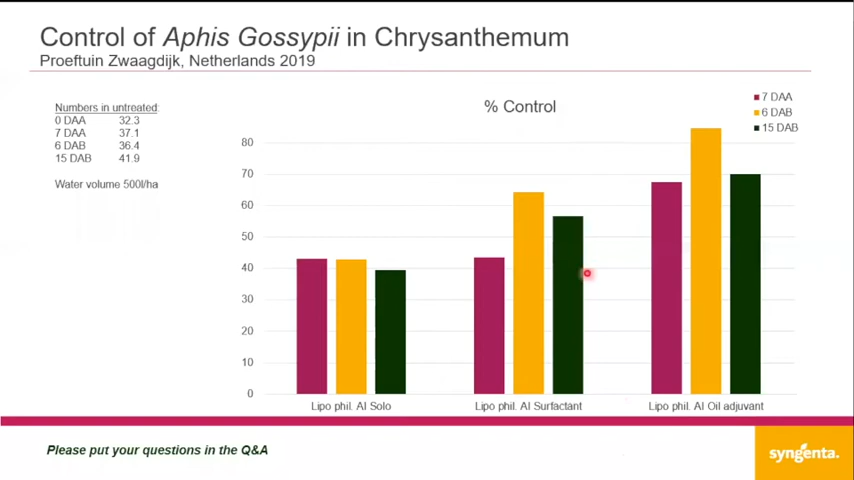 Control of Aphis Gossypii in Chrysanthemum
Proeftuin Zwaagdijk, Netherlands 2019
Numbers in untreated:
0 DAA 32.3
7 DAA 37.1
6 DAB 36.4
15 DAB 41.9
Water volume 500l/ha
% Control
7 DAA
6 DAB
15 DAB
80
70
60
50
40
30
20
10
0
Lipo phil. AI Solo
Lipo phil. AI Surfactant
Lipo phil. AI Oil adjuvant
Please put your questions in the Q&A
syngenta.